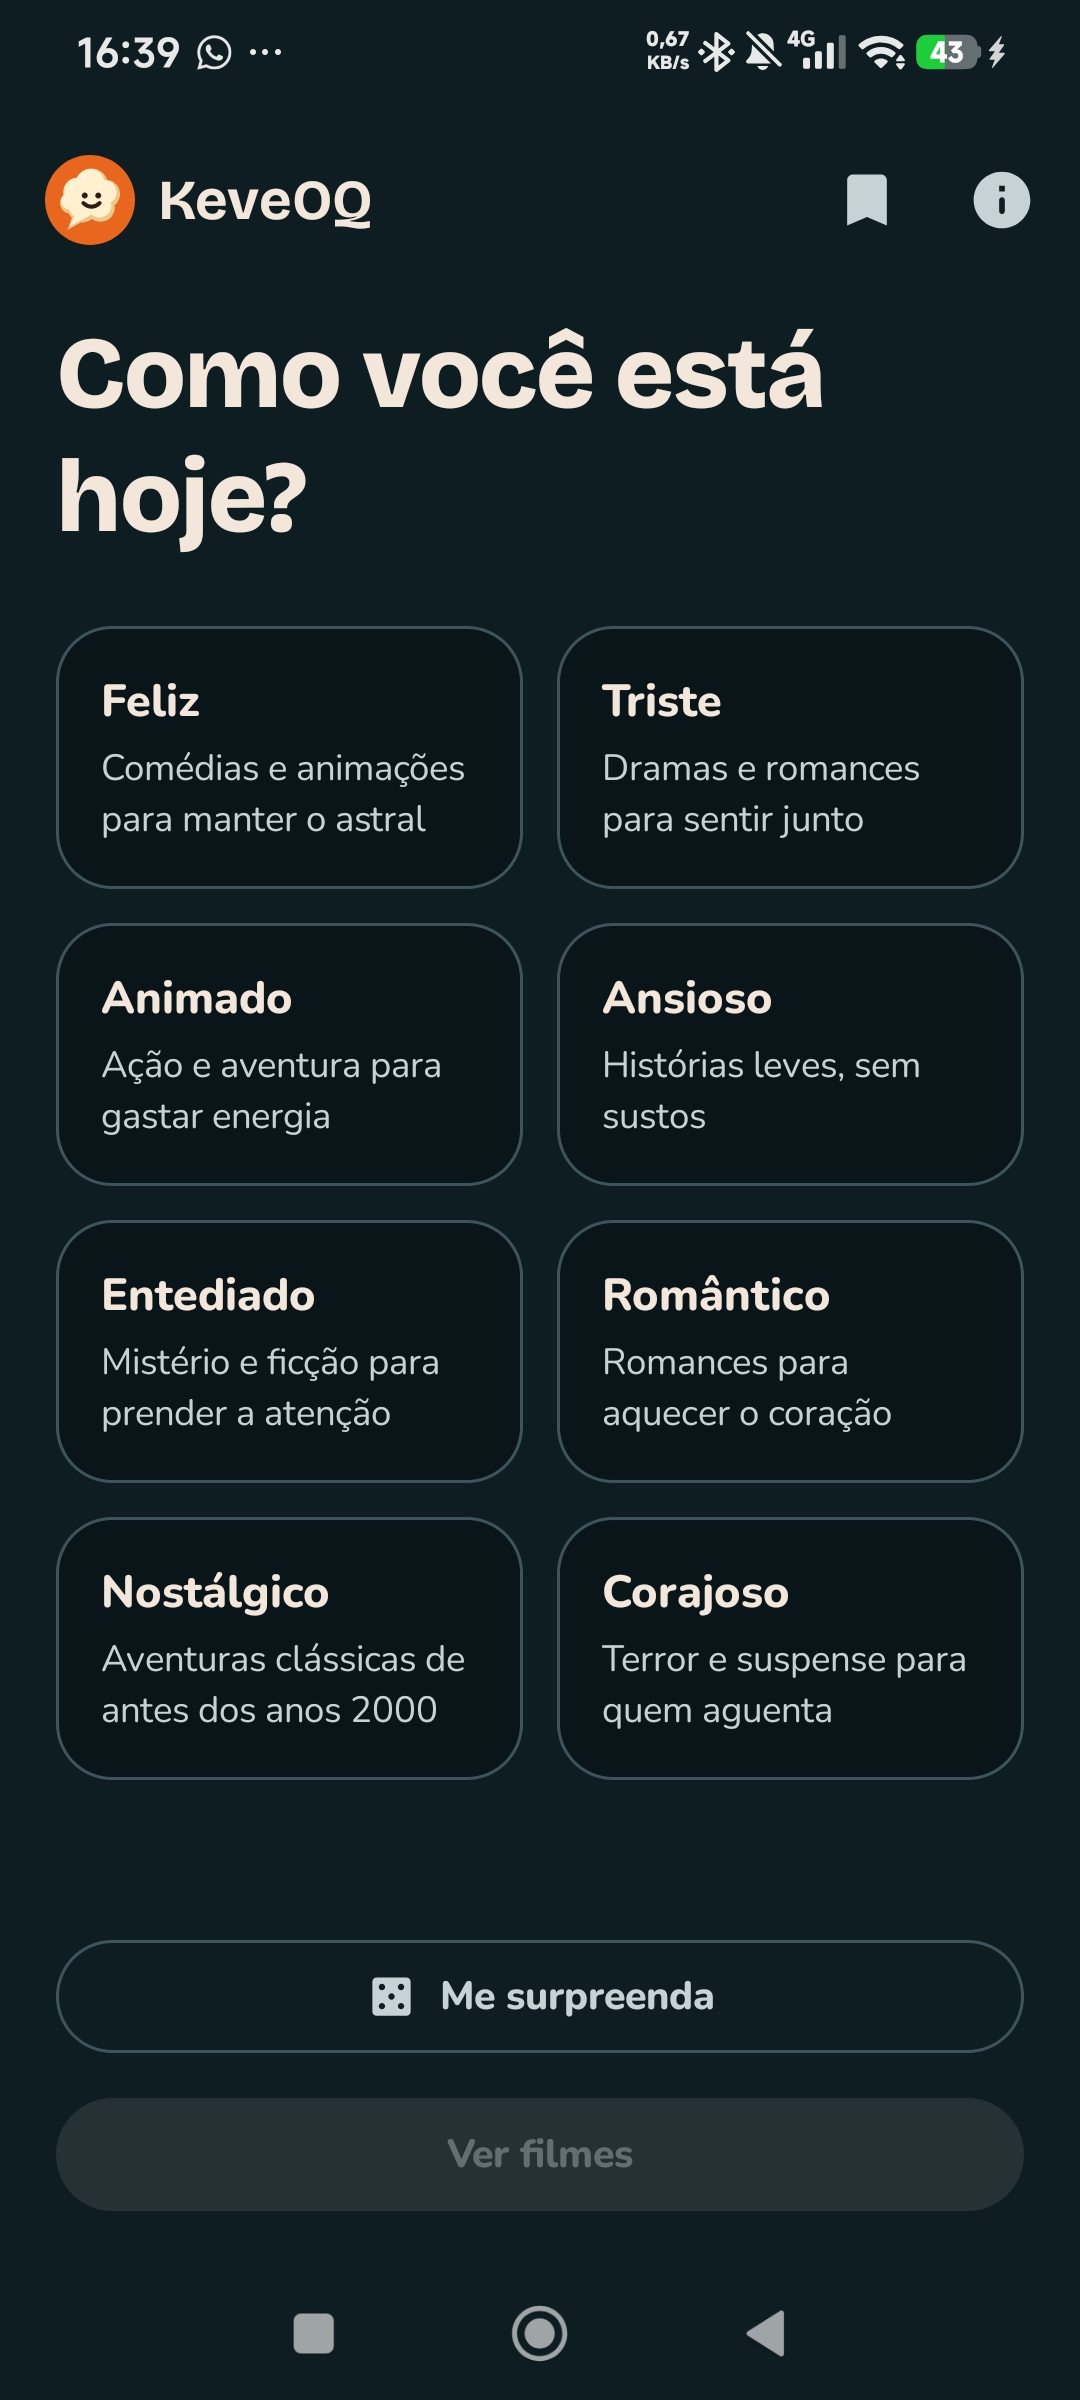 16:39
0,67
KB/s
4G
43
KeveOQ
Como você está
hoje?
Feliz
Comédias e animações
para manter o astral
Triste
Dramas e romances
para sentir junto
Animado
Ação e aventura para
gastar energia
Ansioso
Histórias leves, sem
sustos
Entediado
Mistério e ficção para
prender a atenção
Romântico
Romances para
aquecer o coração
Nostálgico
Aventuras clássicas de
antes dos anos 2000
Corajoso
Terror e suspense para
quem aguenta
Me surpreenda
Ver filmes